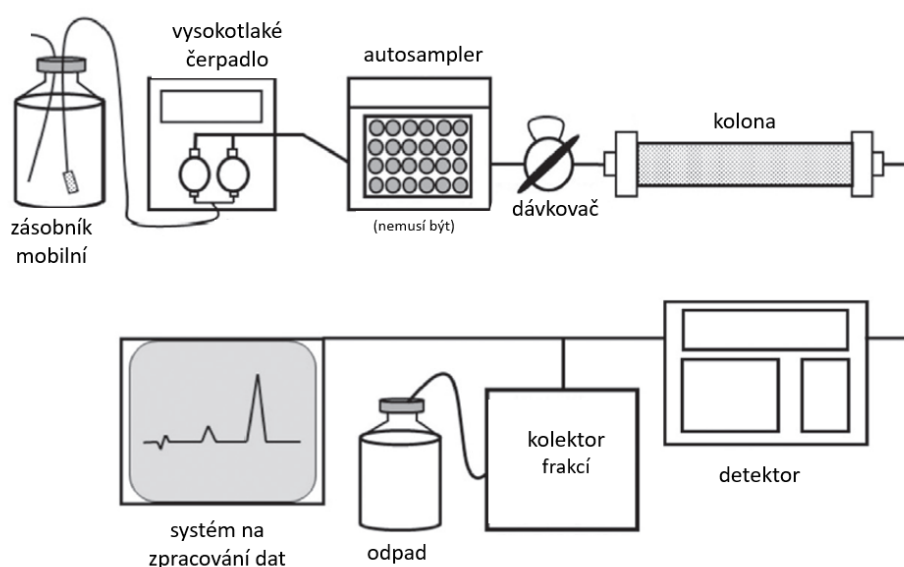 vysokotlaké
čerpadlo
autosampler
kolona
dávkovač
(nemusí být)
zásobník
mobilní
kolektor
frakcí
detektor
systém na
zpracování dat
odpad